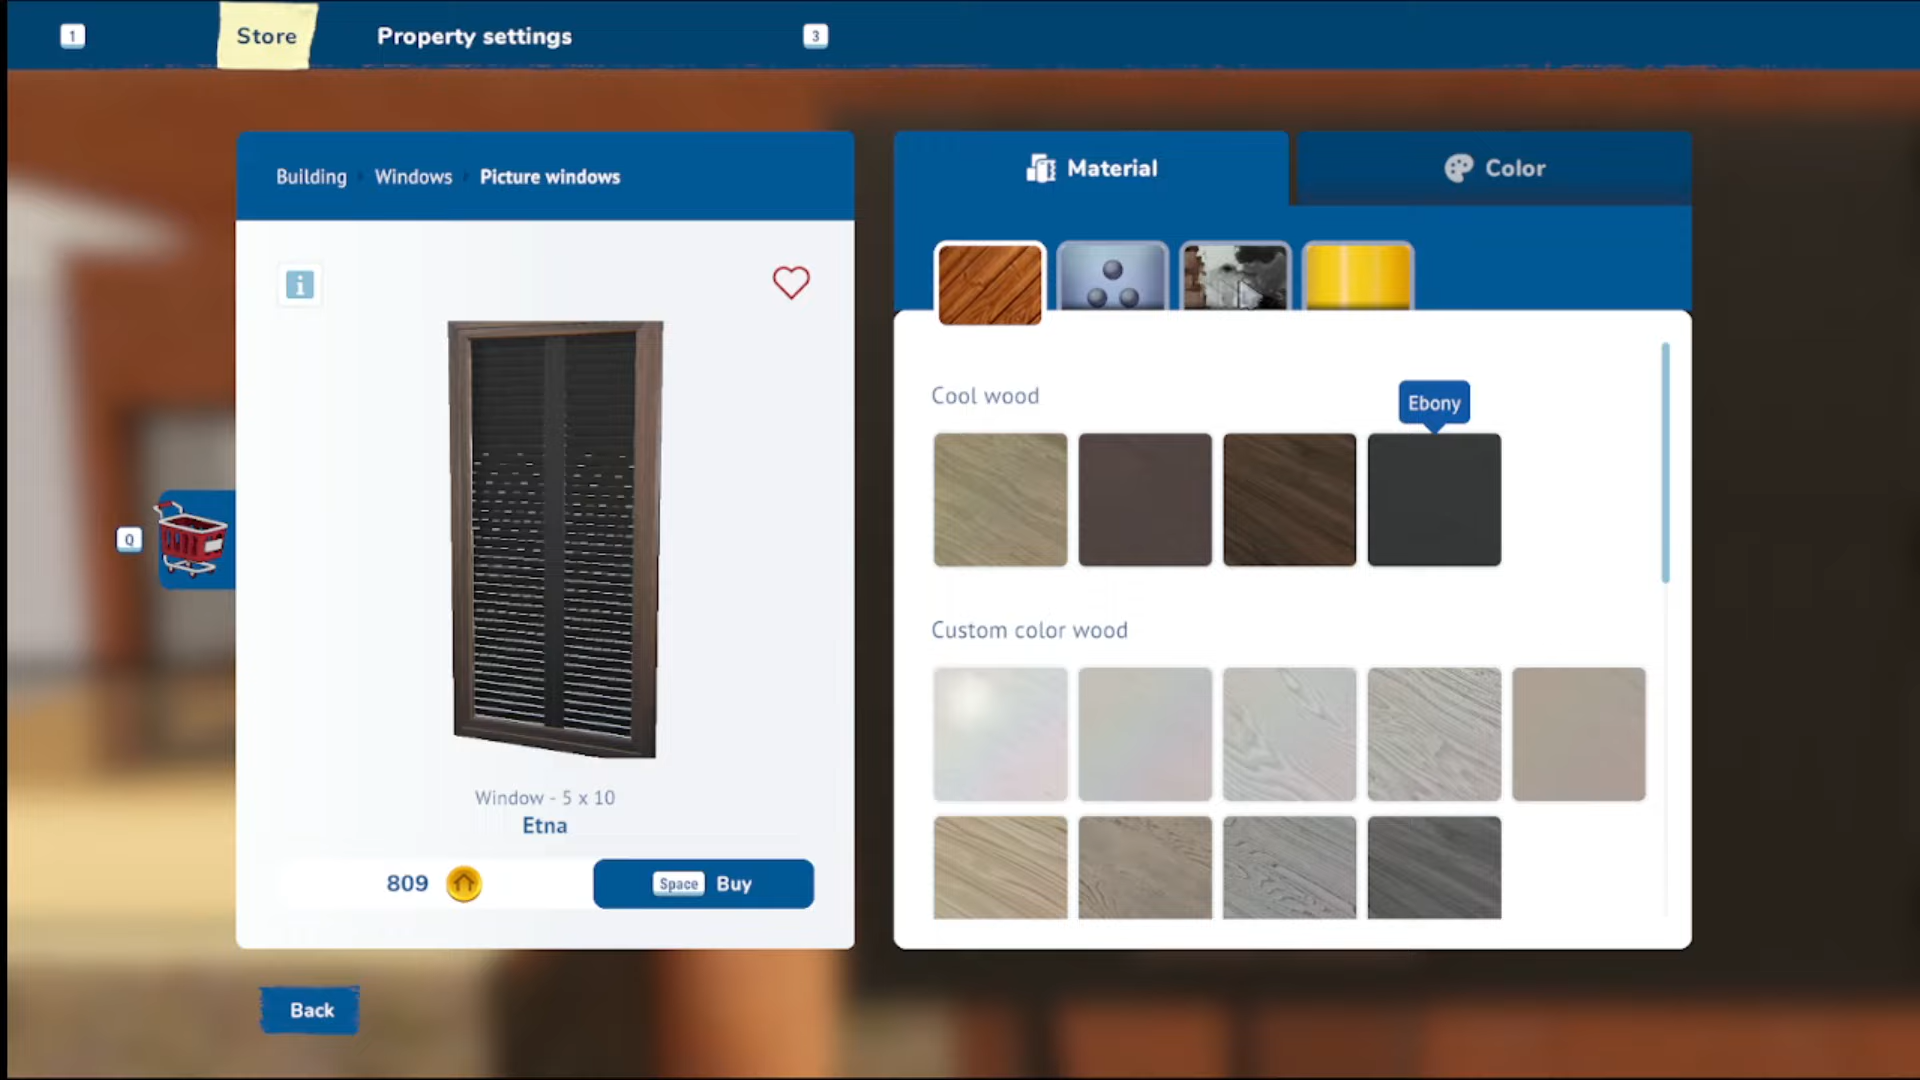 1
Store
Property settings
3
Building
Windows
Picture windows
i
Material
Color
Cool wood
Ebony
Q
Custom color wood
Window - 5 x 10
Etna
809
Space
Buy
Back